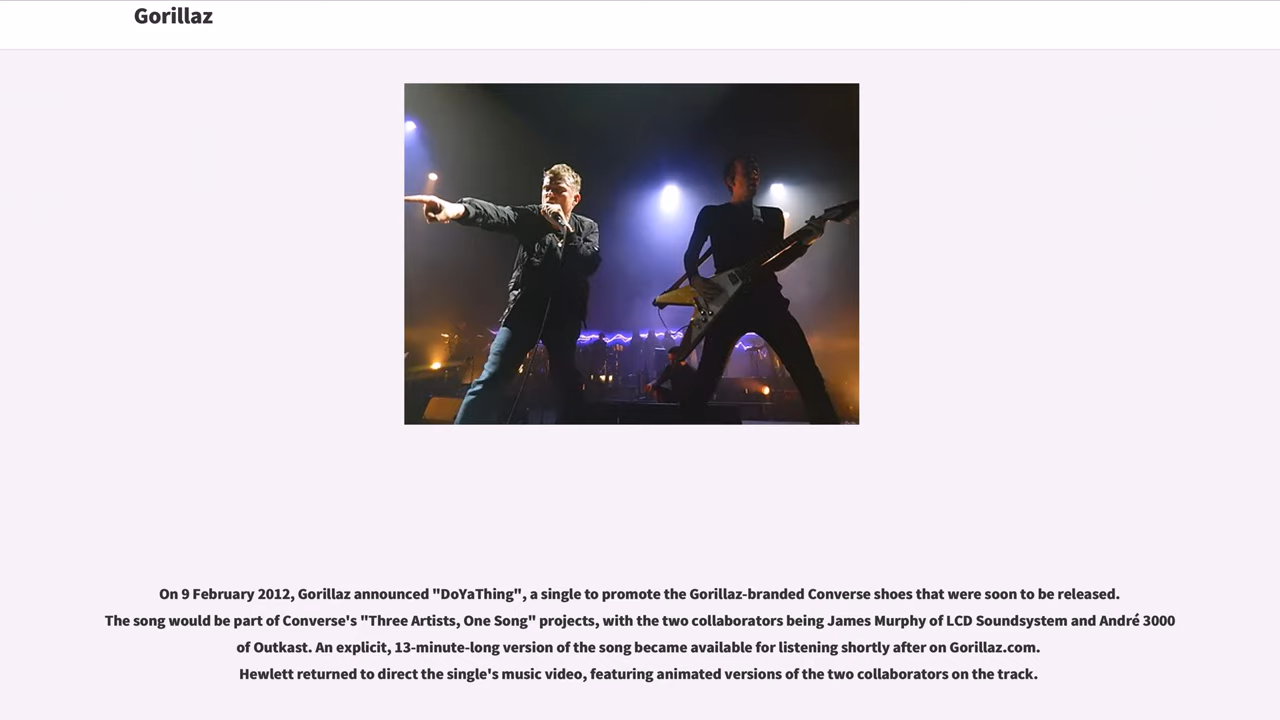 Gorillaz
On 9 February 2012, Gorillaz announced "DoYaThing", a single to promote the Gorillaz-branded Converse shoes that were soon to be released.
The song would be part of Converse's "Three Artists, One Song" projects, with the two collaborators being James Murphy of LCD Soundsystem and André 3000
of Outkast. An explicit, 13-minute-long version of the song became available for listening shortly after on Gorillaz.com.
Hewlett returned to direct the single's music video, featuring animated versions of the two collaborators on the track.